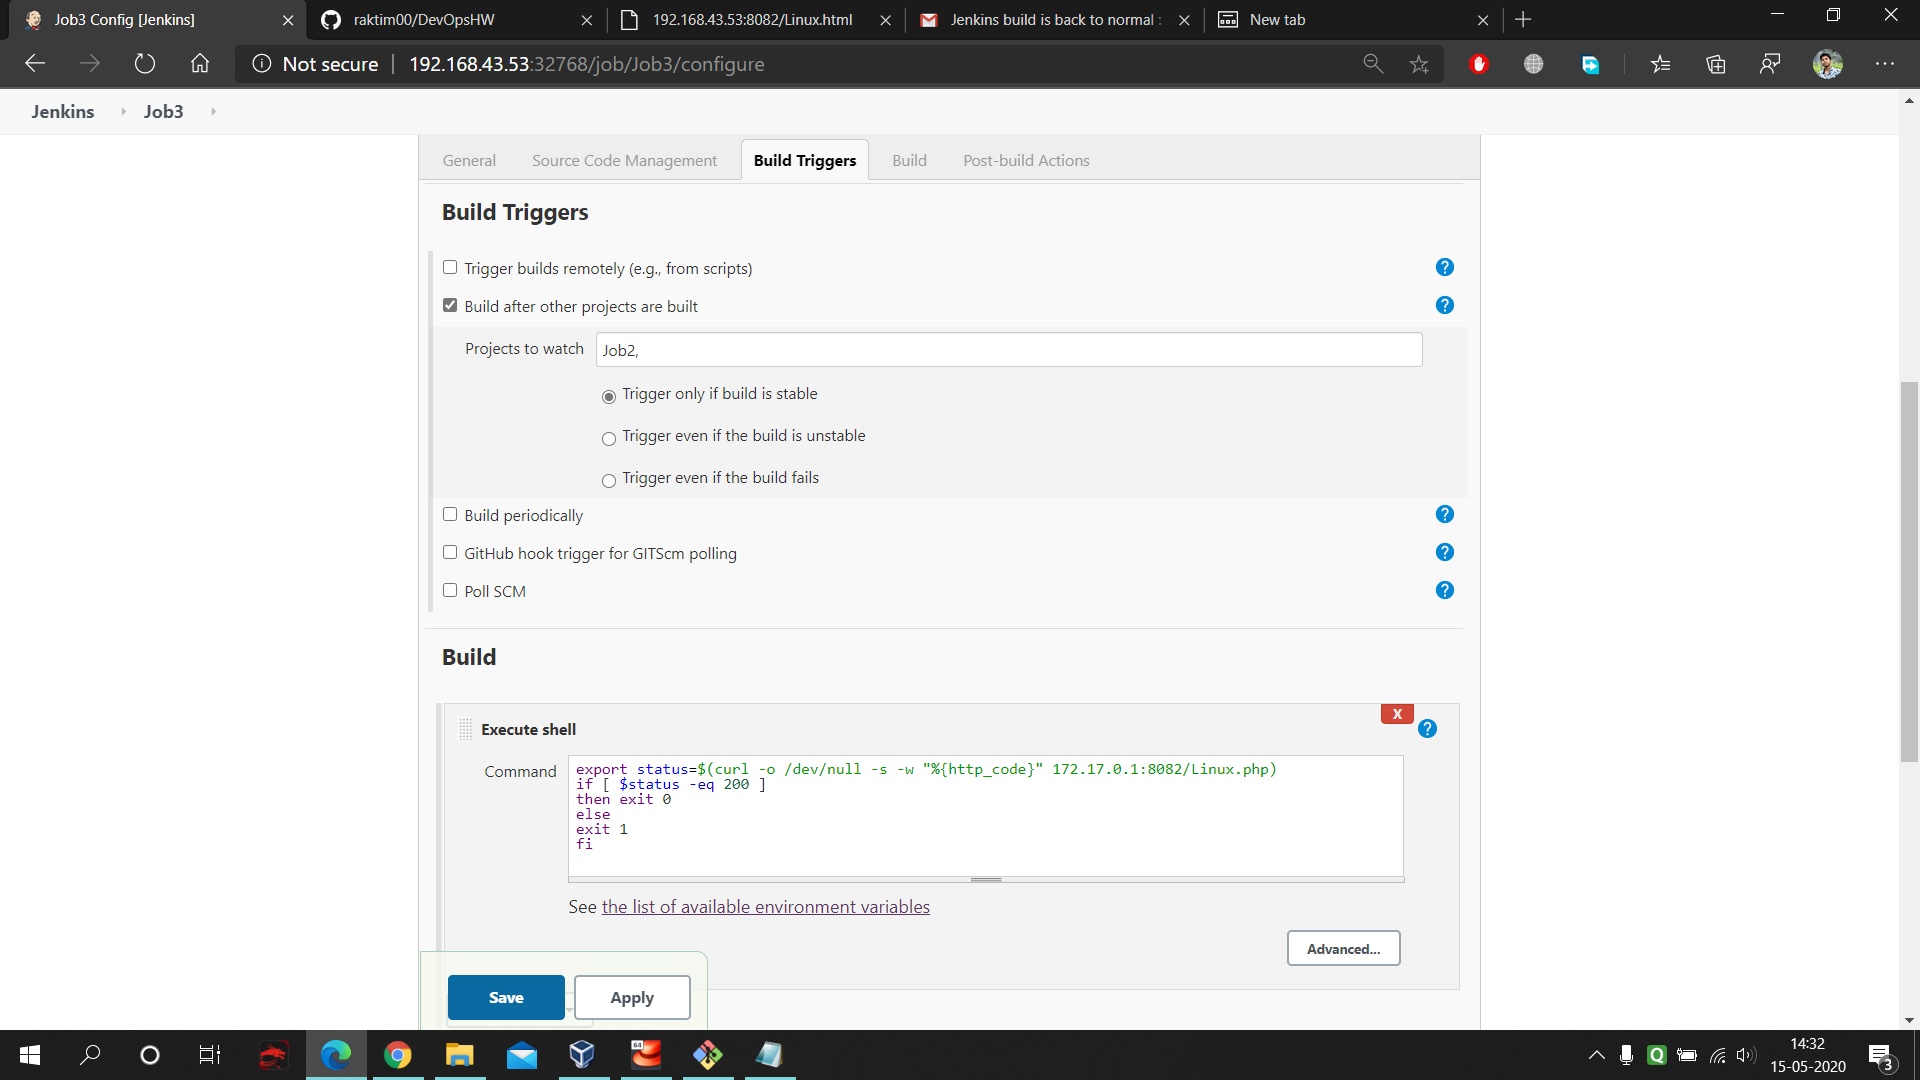 Job3 Config [Jenkins]
raktim00/DevOpsHW
192.168.43.53:8082/Linux.html
Jenkins build is back to normal :
New tab
Not secure
192.168.43.53:32768/job/Job3/configure
Jenkins
Job3
General
Source Code Management
Build Triggers
Build
Post-build Actions
Build Triggers
Trigger builds remotely (e.g., from scripts)
?
Build after other projects are built
?
Projects to watch
Job2,
Trigger only if build is stable
Trigger even if the build is unstable
Trigger even if the build fails
Build periodically
?
GitHub hook trigger for GITScm polling
?
Poll SCM
?
Build
Execute shell
X
?
Command
export status=$(curl -o /dev/null -s -w "%{http_code}" 172.17.0.1:8082/Linux.php)
if [ $status -eq 200 ]
then exit 0
else
exit 1
fi
See the list of available environment variables
Advanced...
Save
Apply
64
Q
14:32
15-05-2020
3